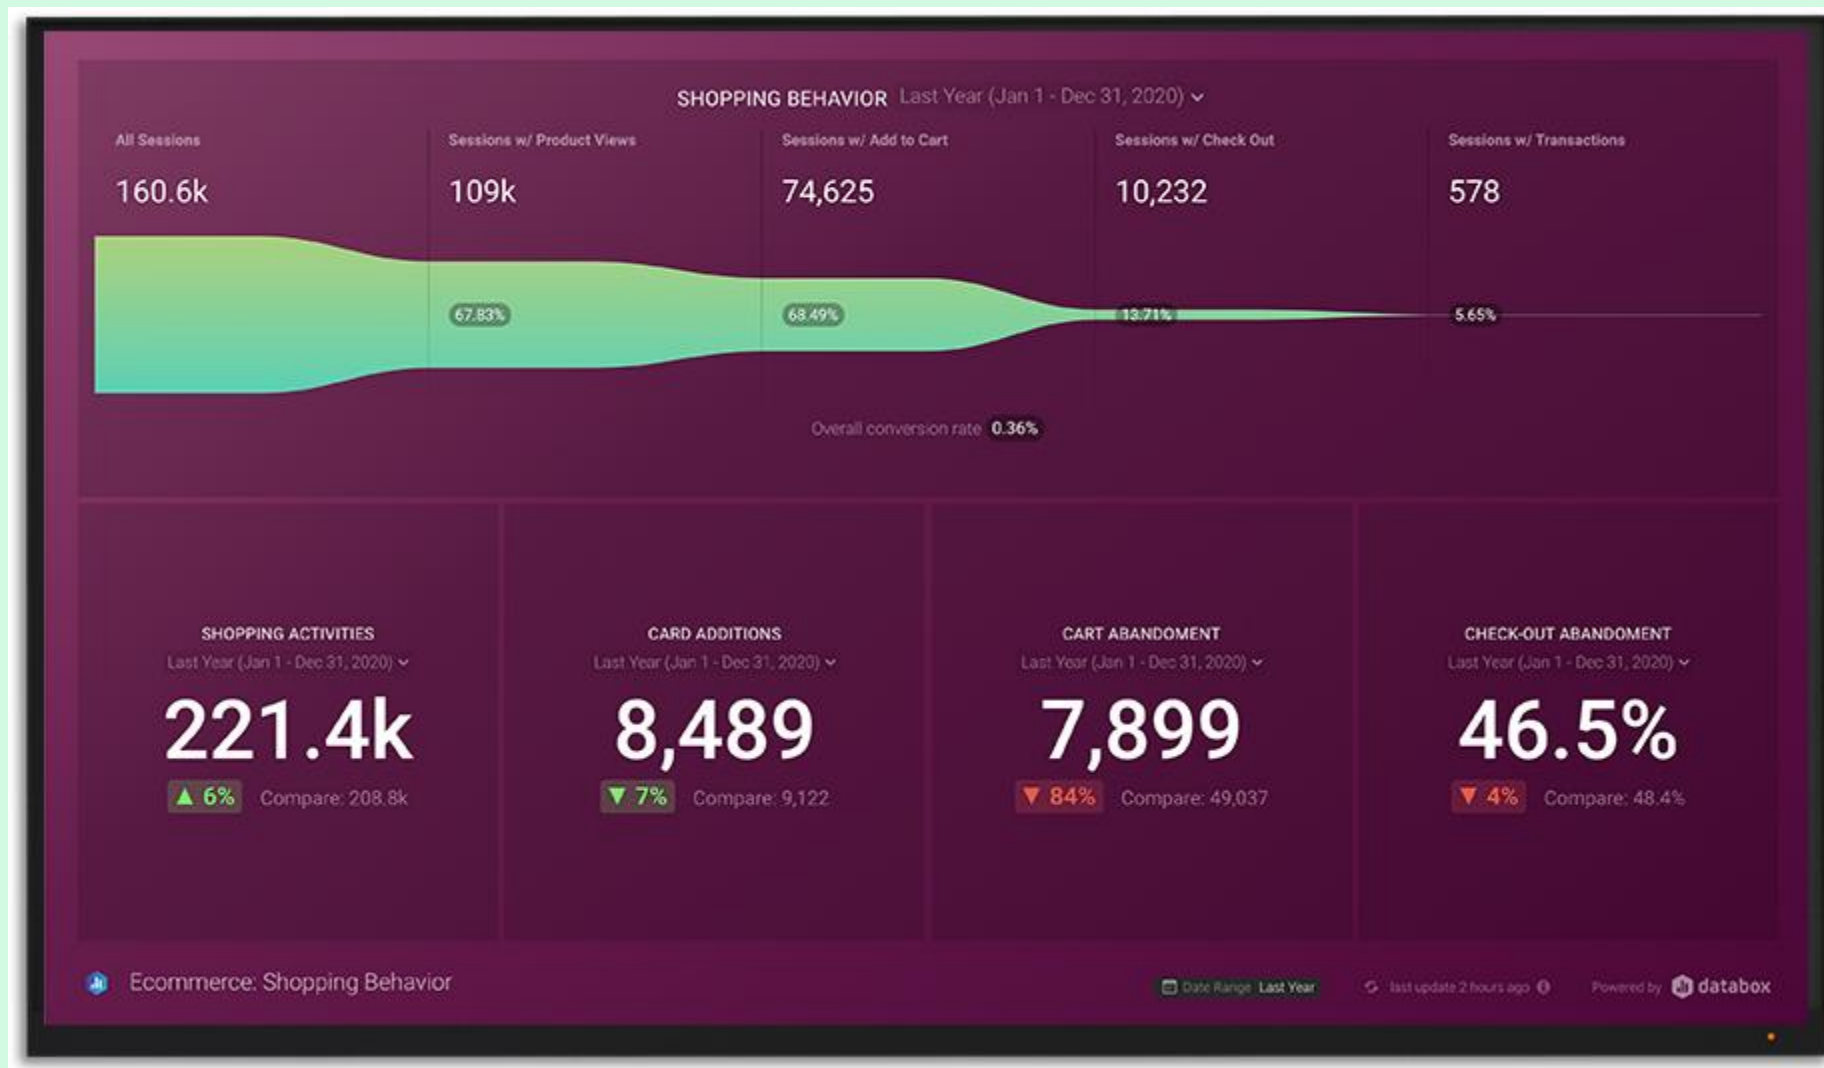 SHOPPING BEHAVIOR Last Year (Jan 1 - Dec 31, 2020)
All Sessions
160.6k
Sessions w/ Product Views
109k
Sessions w/ Add to Cart
74,625
Sessions w/ Check Out
10,232
Sessions w/ Transactions
578
67.83%
68.49%
13.71%
5.65%
Overall conversion rate 0.36%
SHOPPING ACTIVITIES
Last Year (Jan 1 - Dec 31, 2020)
221.4k
▲ 6% Compare: 208.8k
CARD ADDITIONS
Last Year (Jan 1 - Dec 31, 2020)
8,489
▼ 7% Compare: 9,122
CART ABANDOMENT
Last Year (Jan 1 - Dec 31, 2020)
7,899
▼ 84% Compare: 49,037
CHECK-OUT ABANDOMENT
Last Year (Jan 1 - Dec 31, 2020)
46.5%
▼ 4% Compare: 48.4%
Ecommerce: Shopping Behavior
Date Range Last Year
last update 2 hours ago
Powered by databox